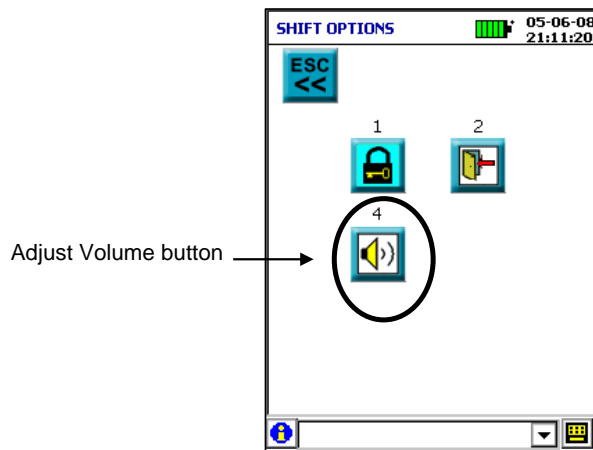 SHIFT OPTIONS
05-06-08
21:11:20
ESC
<<
1 2
4
Adjust Volume button